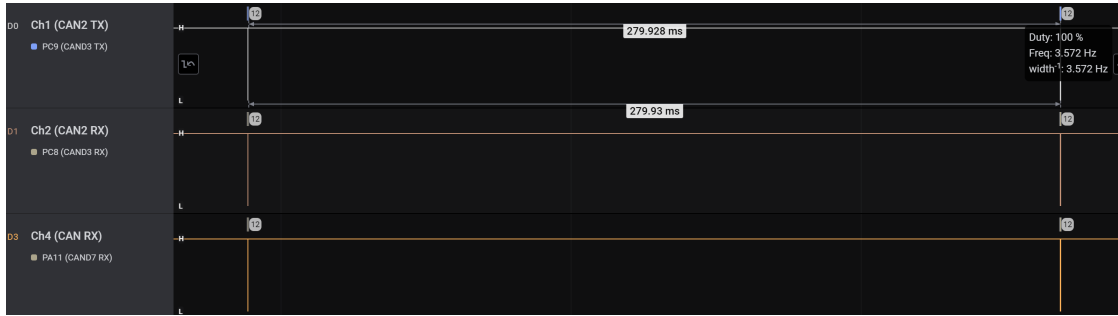 D0 Ch1 (CAN2 TX)
PC9 (CAND3 TX)
H
L
12
12
279.928 ms
279.93 ms
Duty: 100 %
Freq: 3.572 Hz
width⁻¹: 3.572 Hz
D1 Ch2 (CAN2 RX)
PC8 (CAND3 RX)
H
L
12
12
D3 Ch4 (CAN RX)
PA11 (CAND7 RX)
H
L
12
12